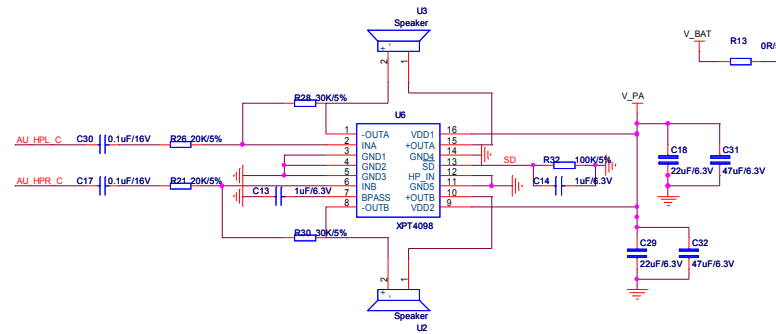 U3
Speaker
V_BAT
R13
0R/
2
1
V_PA
R28 30K/5%
U6
AU_HPL_C
C30
0.1uF/16V
R26 20K/5%
1
2
3
4
5
6
7
8
-OUTA
INA
GND1
GND2
GND3
INB
BPASS
-OUTB
VDD1
+OUTA
GND4
SD
HP_IN
GND5
+OUTB
VDD2
16
15
14
13
12
11
10
9
XPT4098
SD
R32
100K/5%
C14
1uF/6.3V
C18
22uF/6.3V
C31
47uF/6.3V
AU_HPR_C
C17
0.1uF/16V
R21 20K/5%
C13
1uF/6.3V
R30 30K/5%
C29
22uF/6.3V
C32
47uF/6.3V
2
1
Speaker
U2